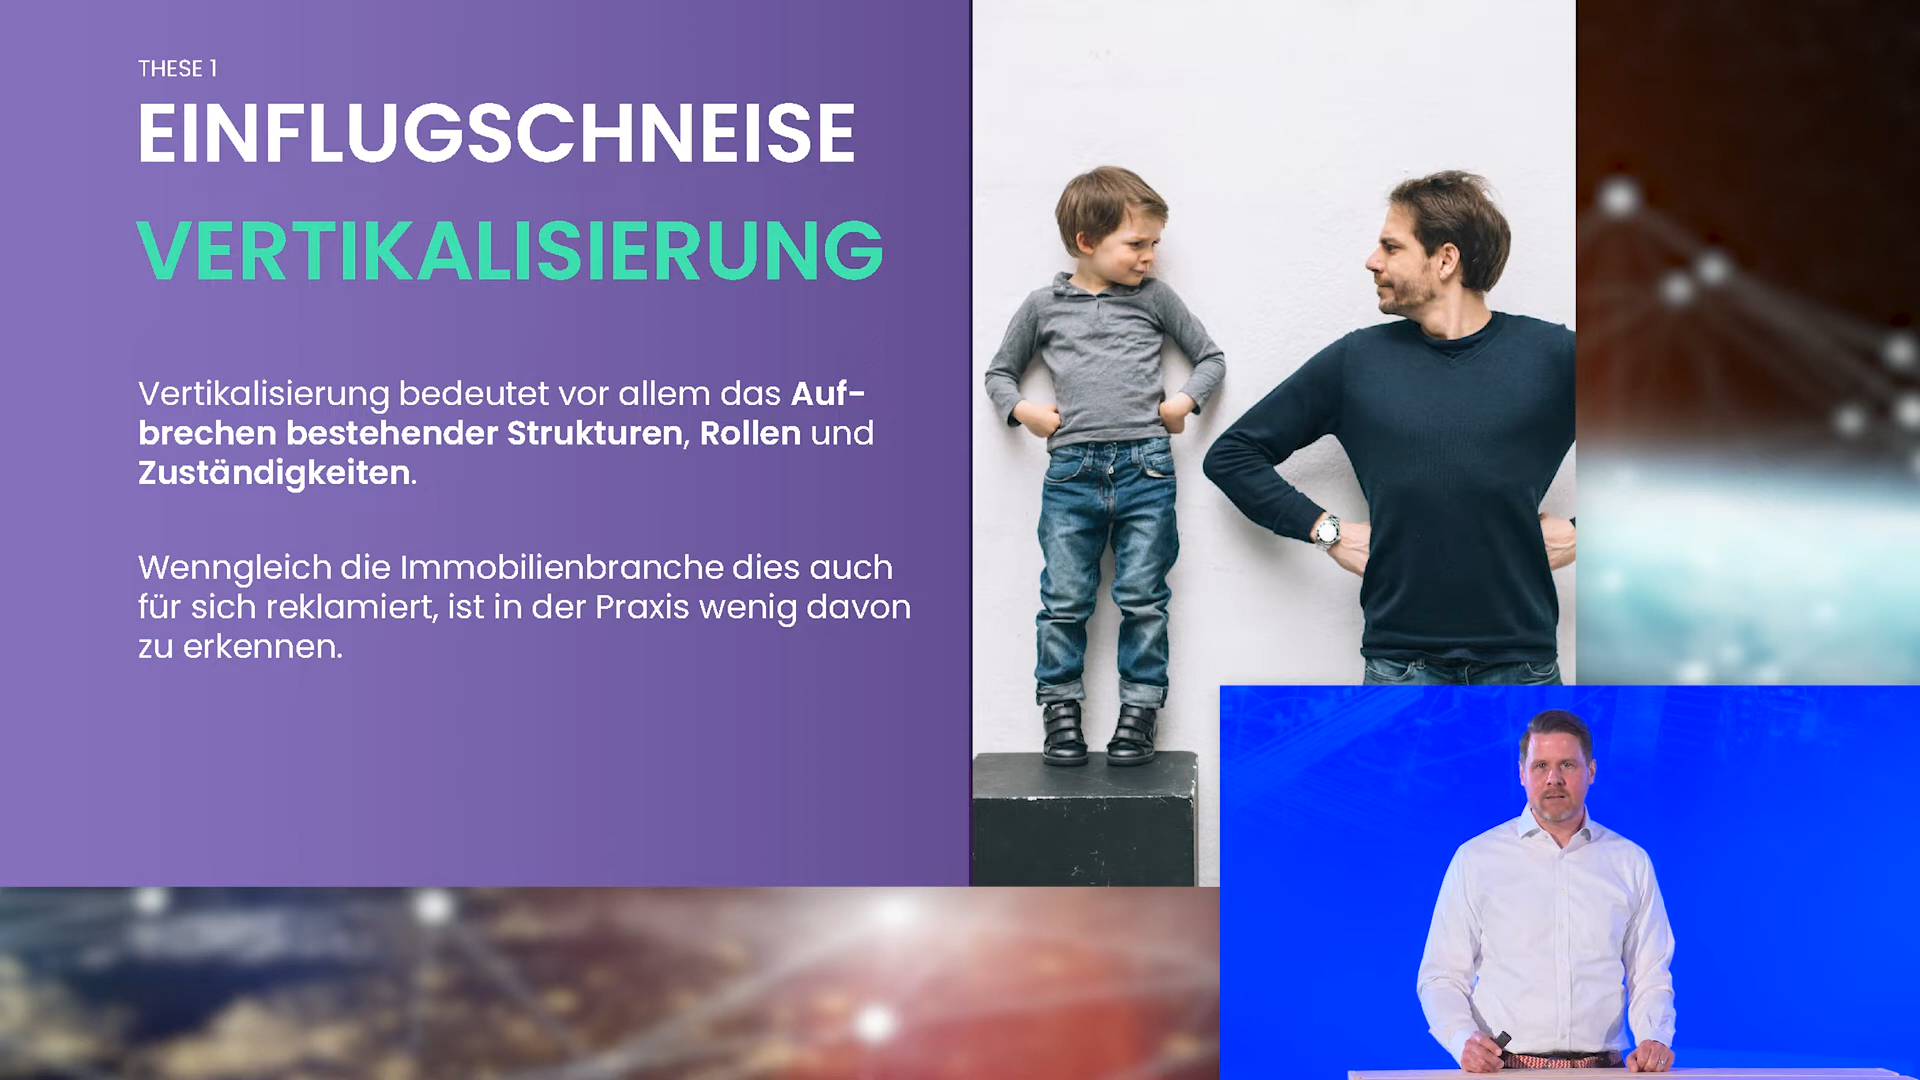 THESE 1
EINFLUGSCHNEISE
VERTIKALISIERUNG
Vertikalisierung bedeutet vor allem das Auf-
brechen bestehender Strukturen, Rollen und
Zuständigkeiten.
Wenngleich die Immobilienbranche dies auch
für sich reklamiert, ist in der Praxis wenig davon
zu erkennen.